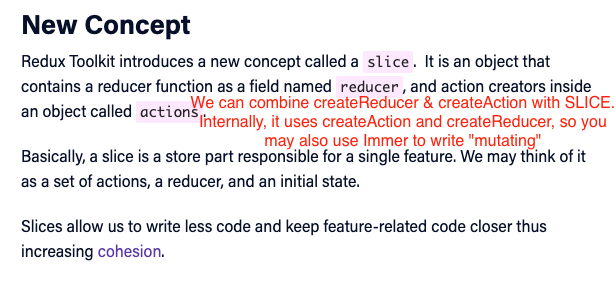 New Concept
Redux Toolkit introduces a new concept called a slice. It is an object that
contains a reducer function as a field named reducer, and action creators inside
an object called actions.
We can combine createReducer & createAction with SLICE.
Internally, it uses createAction and createReducer, so you
may also use Immer to write "mutating"
Basically, a slice is a store part responsible for a single feature. We may think of it
as a set of actions, a reducer, and an initial state.
Slices allow us to write less code and keep feature-related code closer thus
increasing cohesion.